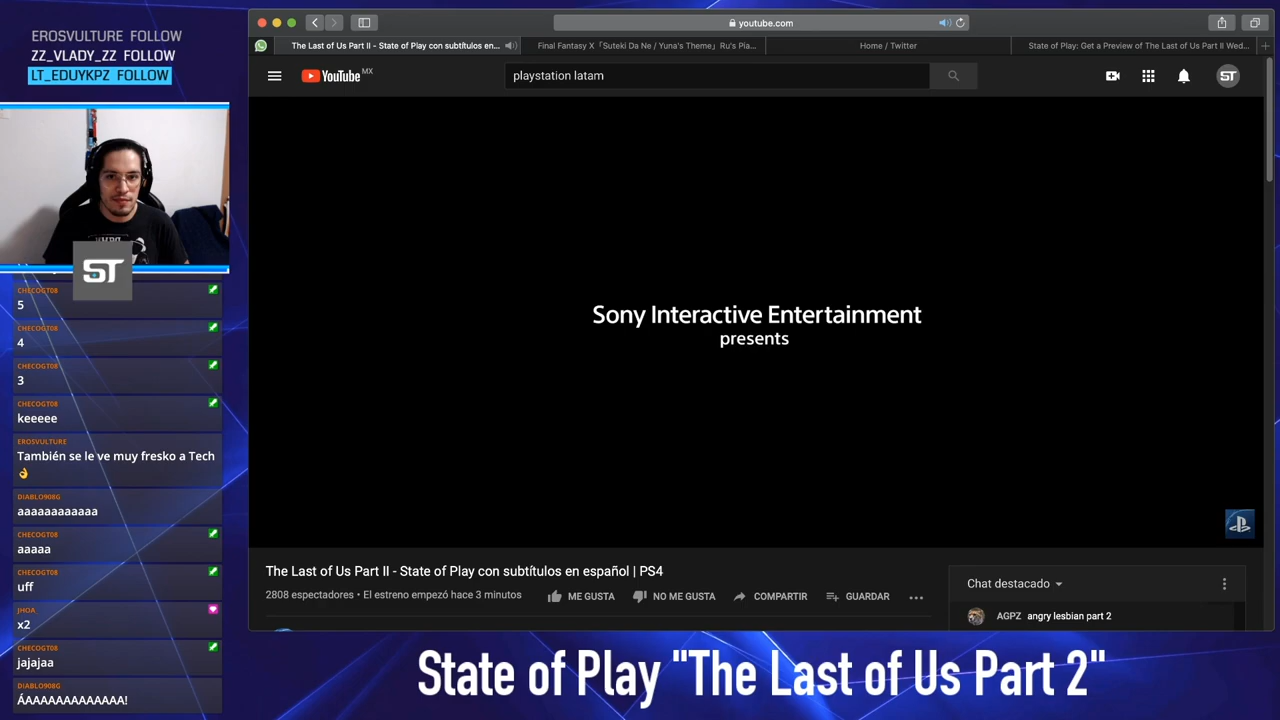 EROSVULTURE FOLLOW
ZZ_VLADY_ZZ FOLLOW
LT_EDUYKPZ FOLLOW
ST
CHECOGT08
5
CHECOGT08
4
CHECOGT08
3
CHECOGT08
keeeee
EROSVULTURE
También se le ve muy fresko a Tech
👌
DIABLO908G
aaaaaaaaaaaa
CHECOGT08
aaaaa
CHECOGT08
uff
JHOA
x2
CHECOGT08
jajajaa
DIABLO908G
ÁAAAAAAAAAAAAA!
youtube.com
The Last of Us Part II - State of Play con subtítulos en...
Final Fantasy X「Suteki Da Ne / Yuna's Theme」Ru's Pia...
Home / Twitter
State of Play: Get a Preview of The Last of Us Part II Wed...
YouTube MX
playstation latam
ST
Sony Interactive Entertainment
presents
The Last of Us Part II - State of Play con subtítulos en español | PS4
2808 espectadores • El estreno empezó hace 3 minutos
ME GUSTA
NO ME GUSTA
COMPARTIR
GUARDAR
Chat destacado
AGPZ angry lesbian part 2
State of Play "The Last of Us Part 2"